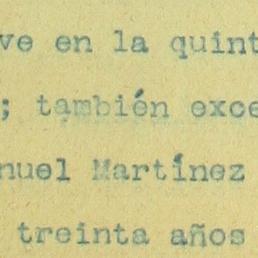 ve en la quint
; también exce
nuel Martínez
treinta años